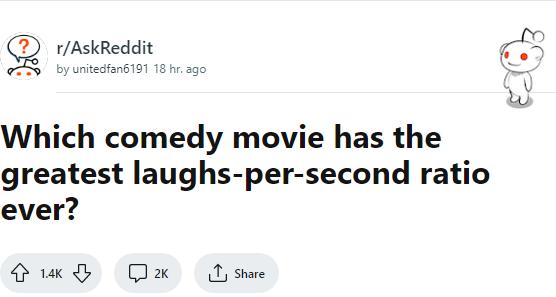 r/AskReddit
by unitedfan6191 18 hr. ago
Which comedy movie has the
greatest laughs-per-second ratio
ever?
1.4K 2K Share